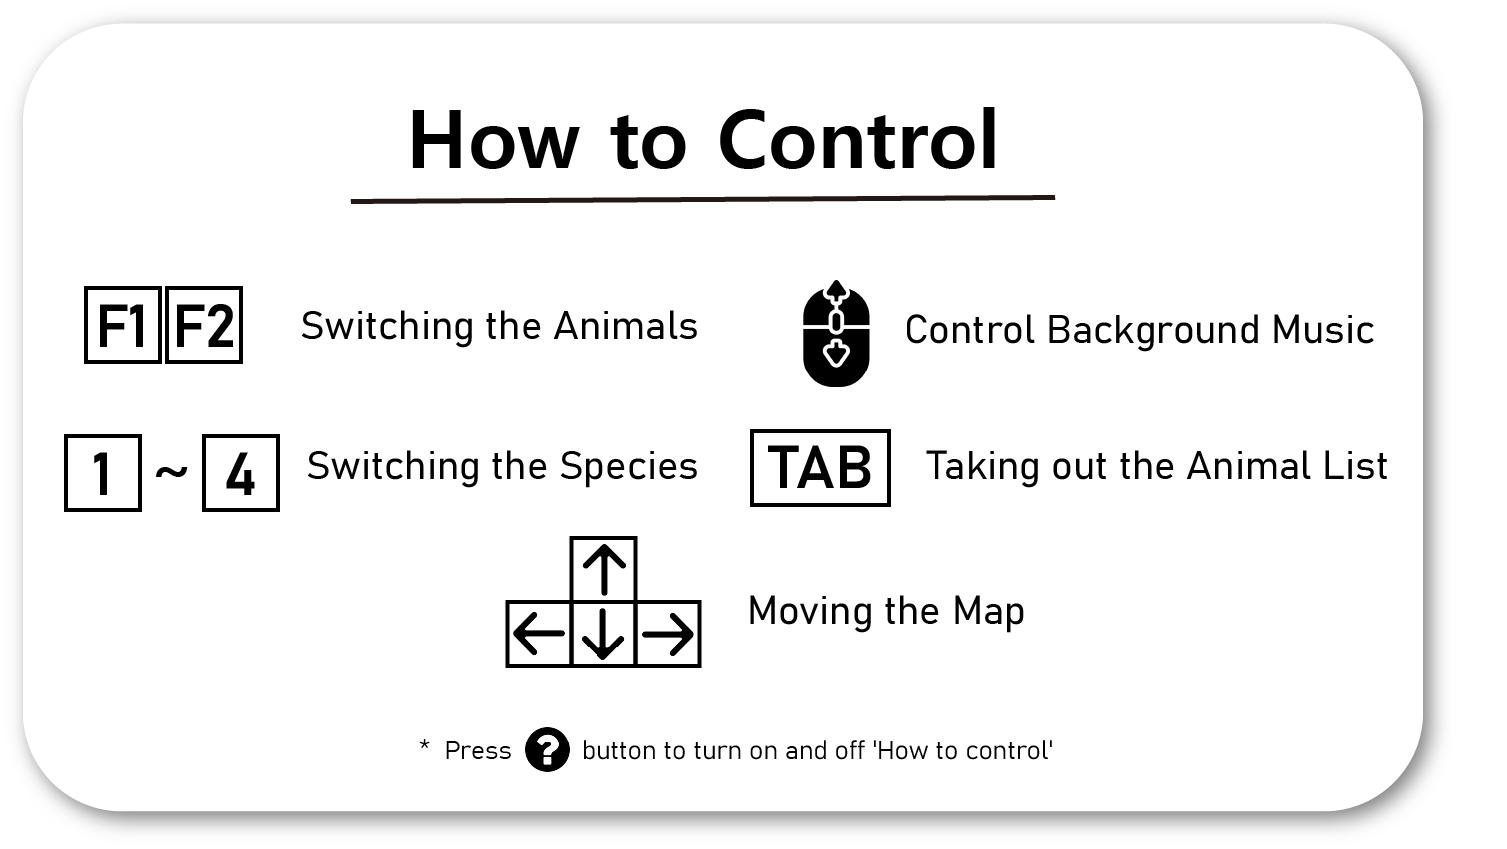 How to Control
F1 F2 Switching the Animals
Control Background Music
1 ~ 4 Switching the Species
TAB Taking out the Animal List
↑
← ↓ → Moving the Map
* Press ? button to turn on and off 'How to control'